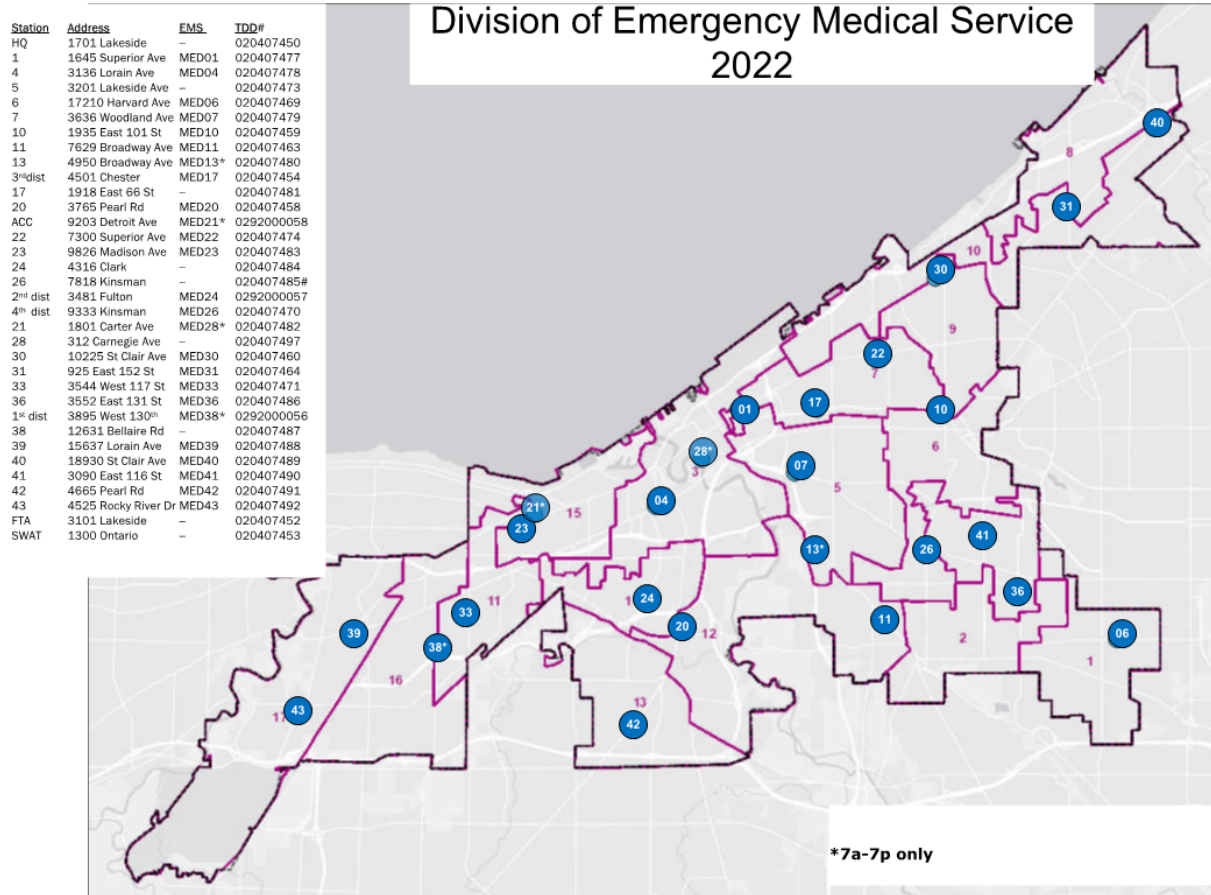 Division of Emergency Medical Service
2022
Station Address EMS TDD#
HQ 1701 Lakeside – 020407450
1 1645 Superior Ave MED01 020407477
4 3136 Lorain Ave MED04 020407478
5 3201 Lakeside Ave – 020407473
6 17210 Harvard Ave MED06 020407469
7 3636 Woodland Ave MED07 020407479
10 1935 East 101 St MED10 020407459
11 7629 Broadway Ave MED11 020407463
13 4950 Broadway Ave MED13* 020407480
3rddist 4501 Chester MED17 020407454
17 1918 East 66 St – 020407481
20 3765 Pearl Rd MED20 020407458
ACC 9203 Detroit Ave MED21* 0292000058
22 7300 Superior Ave MED22 020407474
23 9826 Madison Ave MED23 020407483
24 4316 Clark – 020407484
26 7818 Kinsman – 020407485#
2nd dist 3481 Fulton MED24 0292000057
4th dist 9333 Kinsman MED26 020407470
21 1801 Carter Ave MED28* 020407482
28 312 Carnegie Ave – 020407497
30 10225 St Clair Ave MED30 020407460
31 925 East 152 St MED31 020407464
33 3544 West 117 St MED33 020407471
36 3552 East 131 St MED36 020407486
1st dist 3895 West 130th MED38* 0292000056
38 12631 Bellaire Rd – 020407487
39 15637 Lorain Ave MED39 020407488
40 18930 St Clair Ave MED40 020407489
41 3090 East 116 St MED41 020407490
42 4665 Pearl Rd MED42 020407491
43 4525 Rocky River Dr MED43 020407492
FTA 3101 Lakeside – 020407452
SWAT 1300 Ontario – 020407453
40
8
31
10
30
9
22
7
17
01
10
6
28*
3
07
5
04
21*
15
23
41
13*
26
36
24
33
11
20
12
11
2
06
1
39
38*
16
43
17
13
42
*7a-7p only